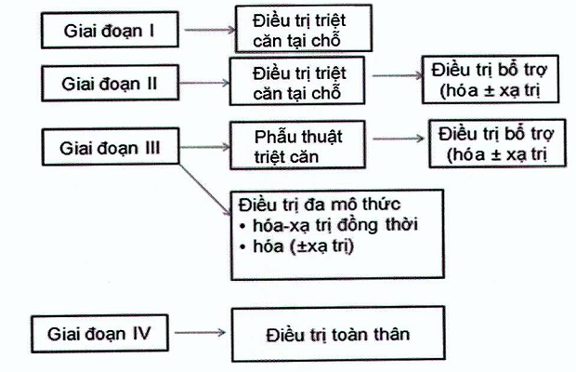 Giai đoạn I
Điều trị triệt
căn tại chỗ
Giai đoạn II
Điều trị triệt
căn tại chỗ
Điều trị bổ trợ
(hóa ± xạ trị
Giai đoạn III
Phẫu thuật
triệt căn
Điều trị bổ trợ
(hóa ± xạ trị
Điều trị đa mô thức
• hóa-xạ trị đồng thời
• hóa (±xạ trị)
Giai đoạn IV
Điều trị toàn thân